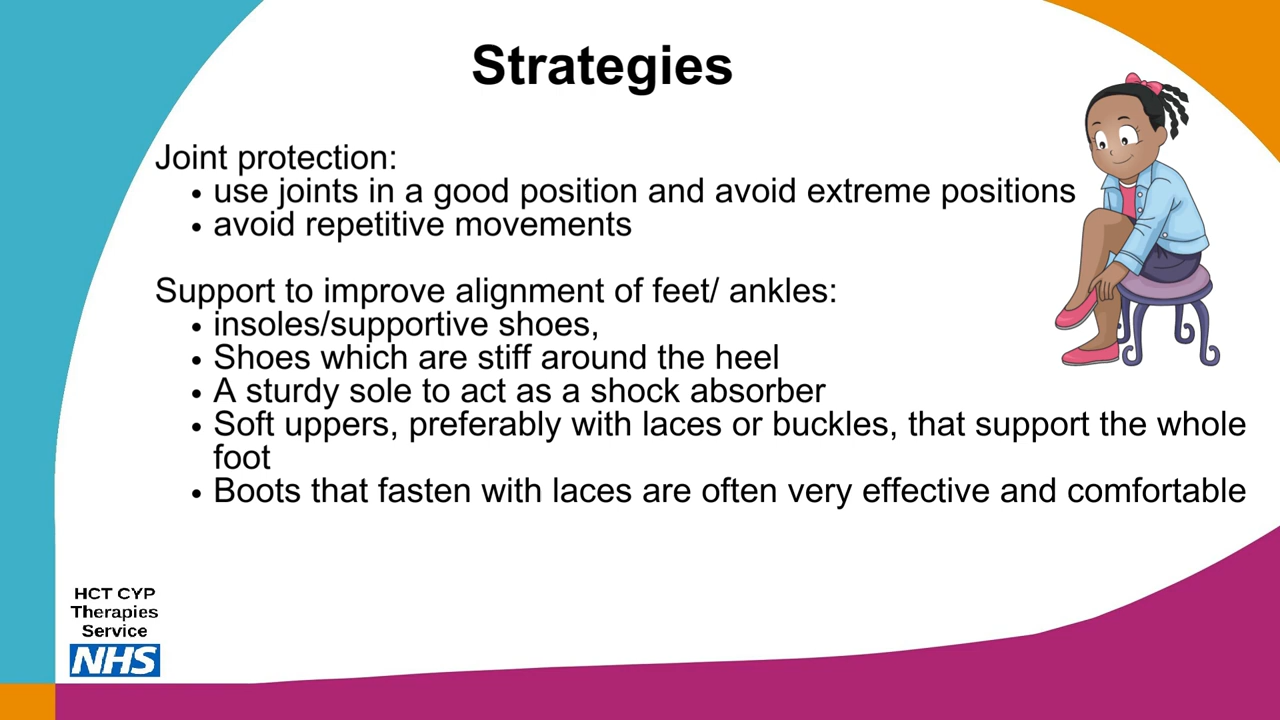 Strategies
Joint protection:
• use joints in a good position and avoid extreme positions
• avoid repetitive movements
Support to improve alignment of feet/ ankles:
• insoles/supportive shoes,
• Shoes which are stiff around the heel
• A sturdy sole to act as a shock absorber
• Soft uppers, preferably with laces or buckles, that support the whole
foot
• Boots that fasten with laces are often very effective and comfortable
HCT CYP
Therapies
Service
NHS